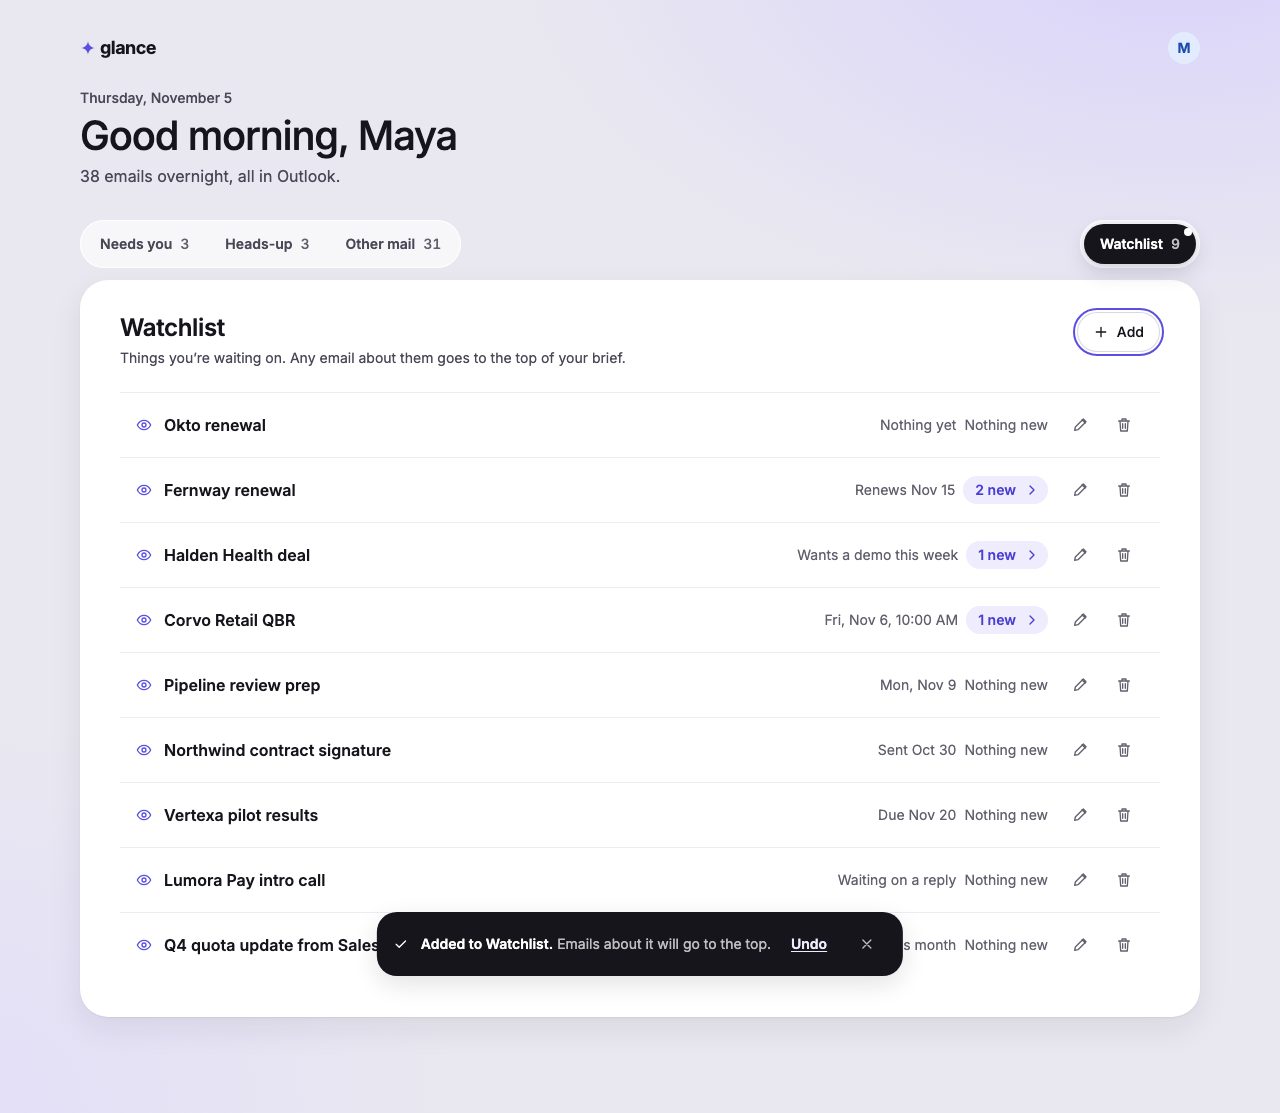 glance
M
Thursday, November 5
Good morning, Maya
38 emails overnight, all in Outlook.
Needs you 3 Heads-up 3 Other mail 31
Watchlist 9
Watchlist
Add
Things you’re waiting on. Any email about them goes to the top of your brief.
Okto renewal Nothing yet Nothing new
Fernway renewal Renews Nov 15 2 new
Halden Health deal Wants a demo this week 1 new
Corvo Retail QBR Fri, Nov 6, 10:00 AM 1 new
Pipeline review prep Mon, Nov 9 Nothing new
Northwind contract signature Sent Oct 30 Nothing new
Vertexa pilot results Due Nov 20 Nothing new
Lumora Pay intro call Waiting on a reply Nothing new
Q4 quota update from Sales month Nothing new
Added to Watchlist. Emails about it will go to the top. Undo